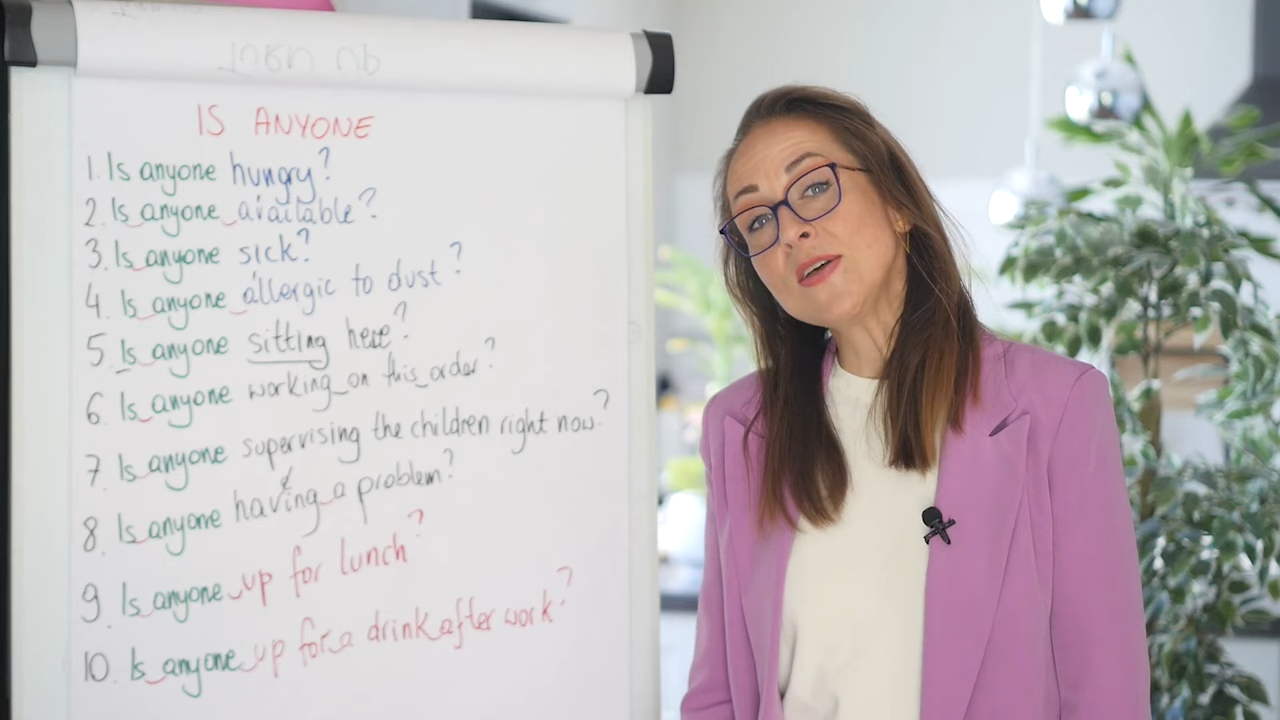 IS ANYONE
1. Is anyone hungry?
2. Is anyone available?
3. Is anyone sick?
4. Is anyone allergic to dust?
5. Is anyone sitting here?
6. Is anyone working on this order?
7. Is anyone supervising the children right now?
8. Is anyone having a problem?
9. Is anyone up for lunch?
10. Is anyone up for a drink after work?